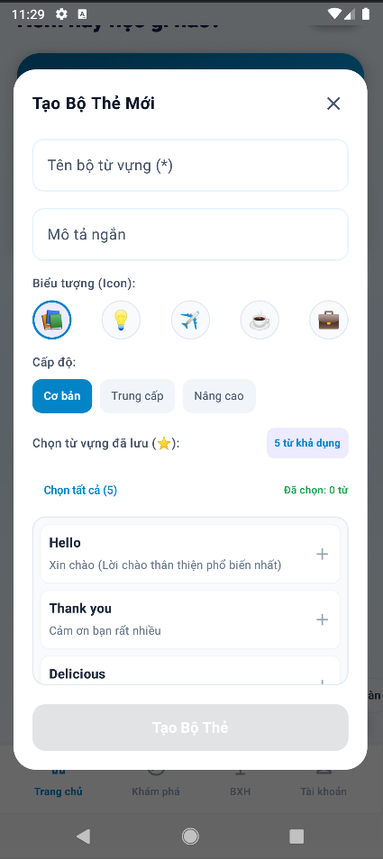 11:29
Tạo Bộ Thẻ Mới
Tên bộ từ vựng (*)
Mô tả ngắn
Biểu tượng (Icon):
Cấp độ:
Cơ bản Trung cấp Nâng cao
Chọn từ vựng đã lưu (⭐): 5 từ khả dụng
Chọn tất cả (5) Đã chọn: 0 từ
Hello
Xin chào (Lời chào thân thiện phổ biến nhất)
Thank you
Cảm ơn bạn rất nhiều
Delicious
Tạo Bộ Thẻ
Trang chủ Khám phá BXH Tài khoản